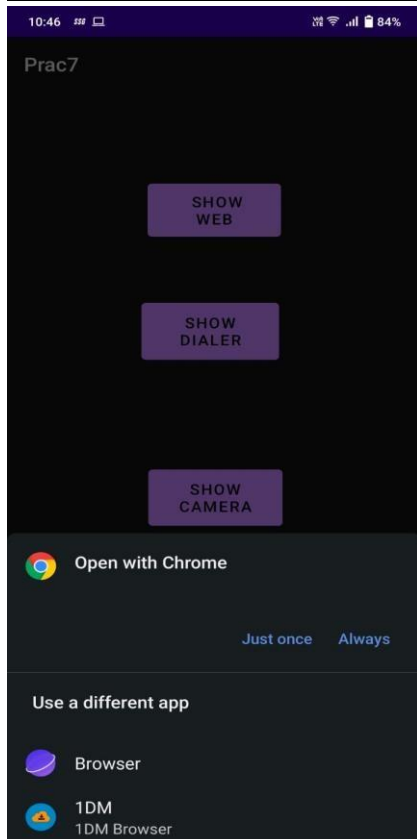 10:46
84%
Prac7
SHOW
WEB
SHOW
DIALER
SHOW
CAMERA
Open with Chrome
Just once Always
Use a different app
Browser
1DM
1DM Browser